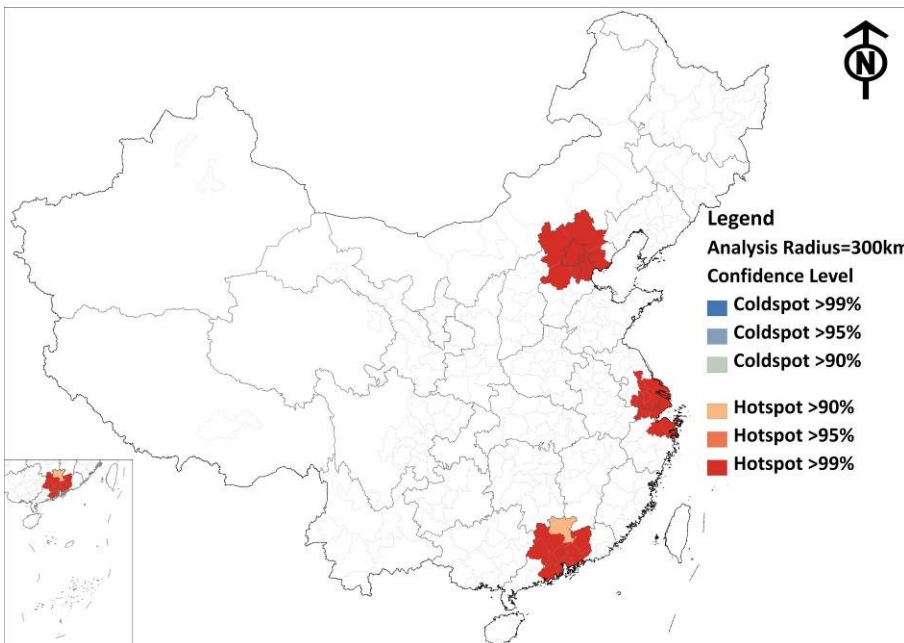 N
Legend
Analysis Radius=300km
Confidence Level
Coldspot >99%
Coldspot >95%
Coldspot >90%
Hotspot >90%
Hotspot >95%
Hotspot >99%